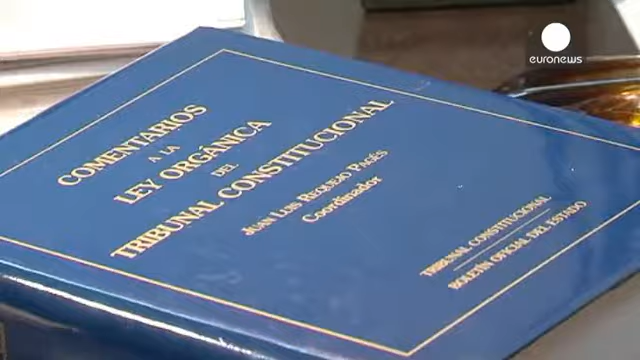 euronews
COMENTARIOS
A LA
LEY ORGÁNICA
DEL
TRIBUNAL CONSTITUCIONAL
JUAN LUIS REQUEJO PAGÉS
Coordinador
TRIBUNAL CONSTITUCIONAL
BOLETÍN OFICIAL DEL ESTADO